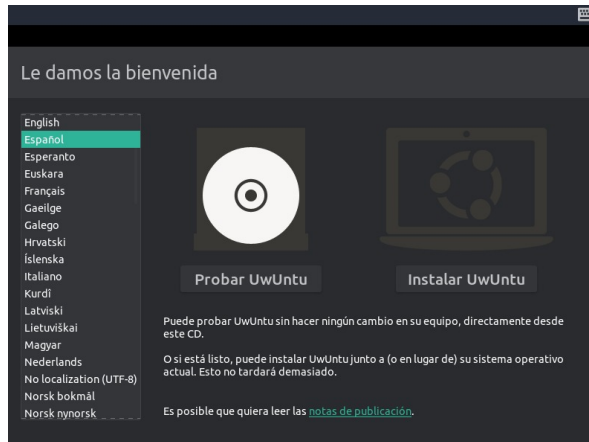 Le damos la bienvenida
English
Español
Esperanto
Euskara
Français
Gaeilge
Galego
Hrvatski
Íslenska
Italiano
Kurdî
Latviski
Lietuviškai
Magyar
Nederlands
No localization (UTF-8)
Norsk bokmål
Norsk nynorsk
Probar UwUntu
Instalar UwUntu
Puede probar UwUntu sin hacer ningún cambio en su equipo, directamente desde
este CD.
O si está listo, puede instalar UwUntu junto a (o en lugar de) su sistema operativo
actual. Esto no tardará demasiado.
Es posible que quiera leer las notas de publicación.